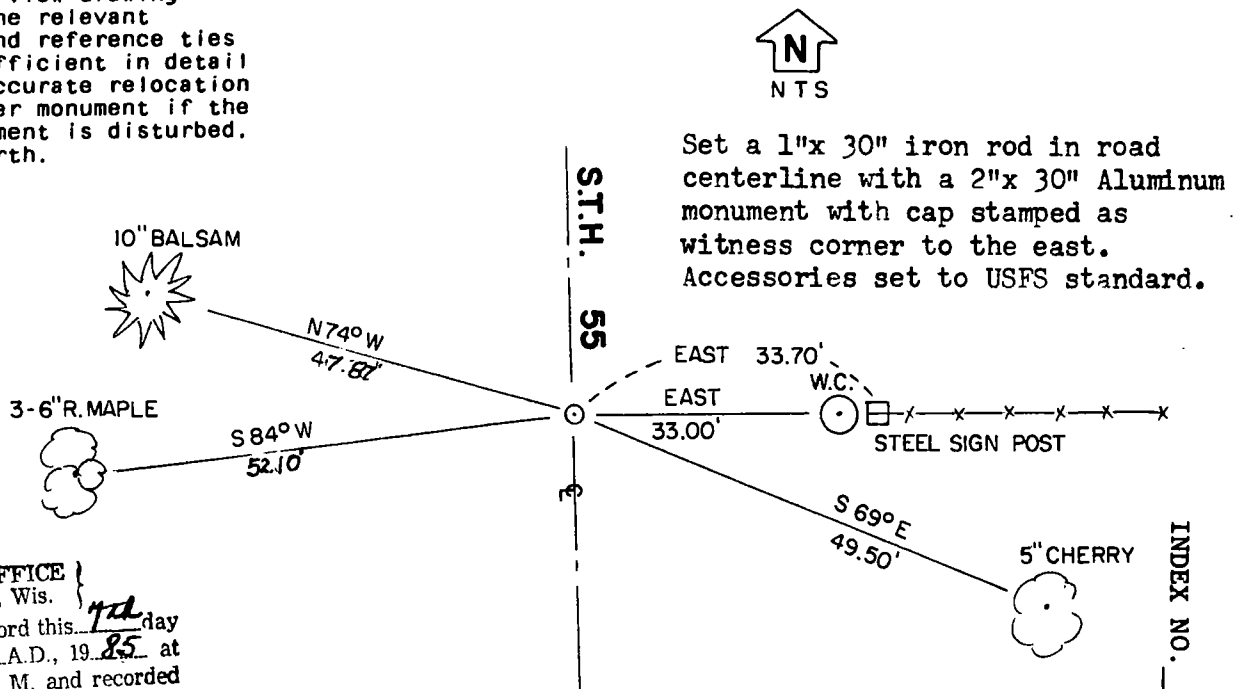 ne relevant
nd reference ties
fficient in detail
ccurate relocation
er monument if the
ment is disturbed.
rth.
N
NTS
Set a 1"x 30" iron rod in road
centerline with a 2"x 30" Aluminum
monument with cap stamped as
witness corner to the east.
Accessories set to USFS standard.
S.T.H. 55
10" BALSAM
N74°W
EAST 33.70'
W.C.
3-6" R. MAPLE
EAST
33.00'
S 84° W
52.10'
STEEL SIGN POST
℄
S 69° E
49.50'
5" CHERRY
INDEX NO.
FFICE
Wis.
ord this 7th day
A.D., 19 85 at
M. and recorded